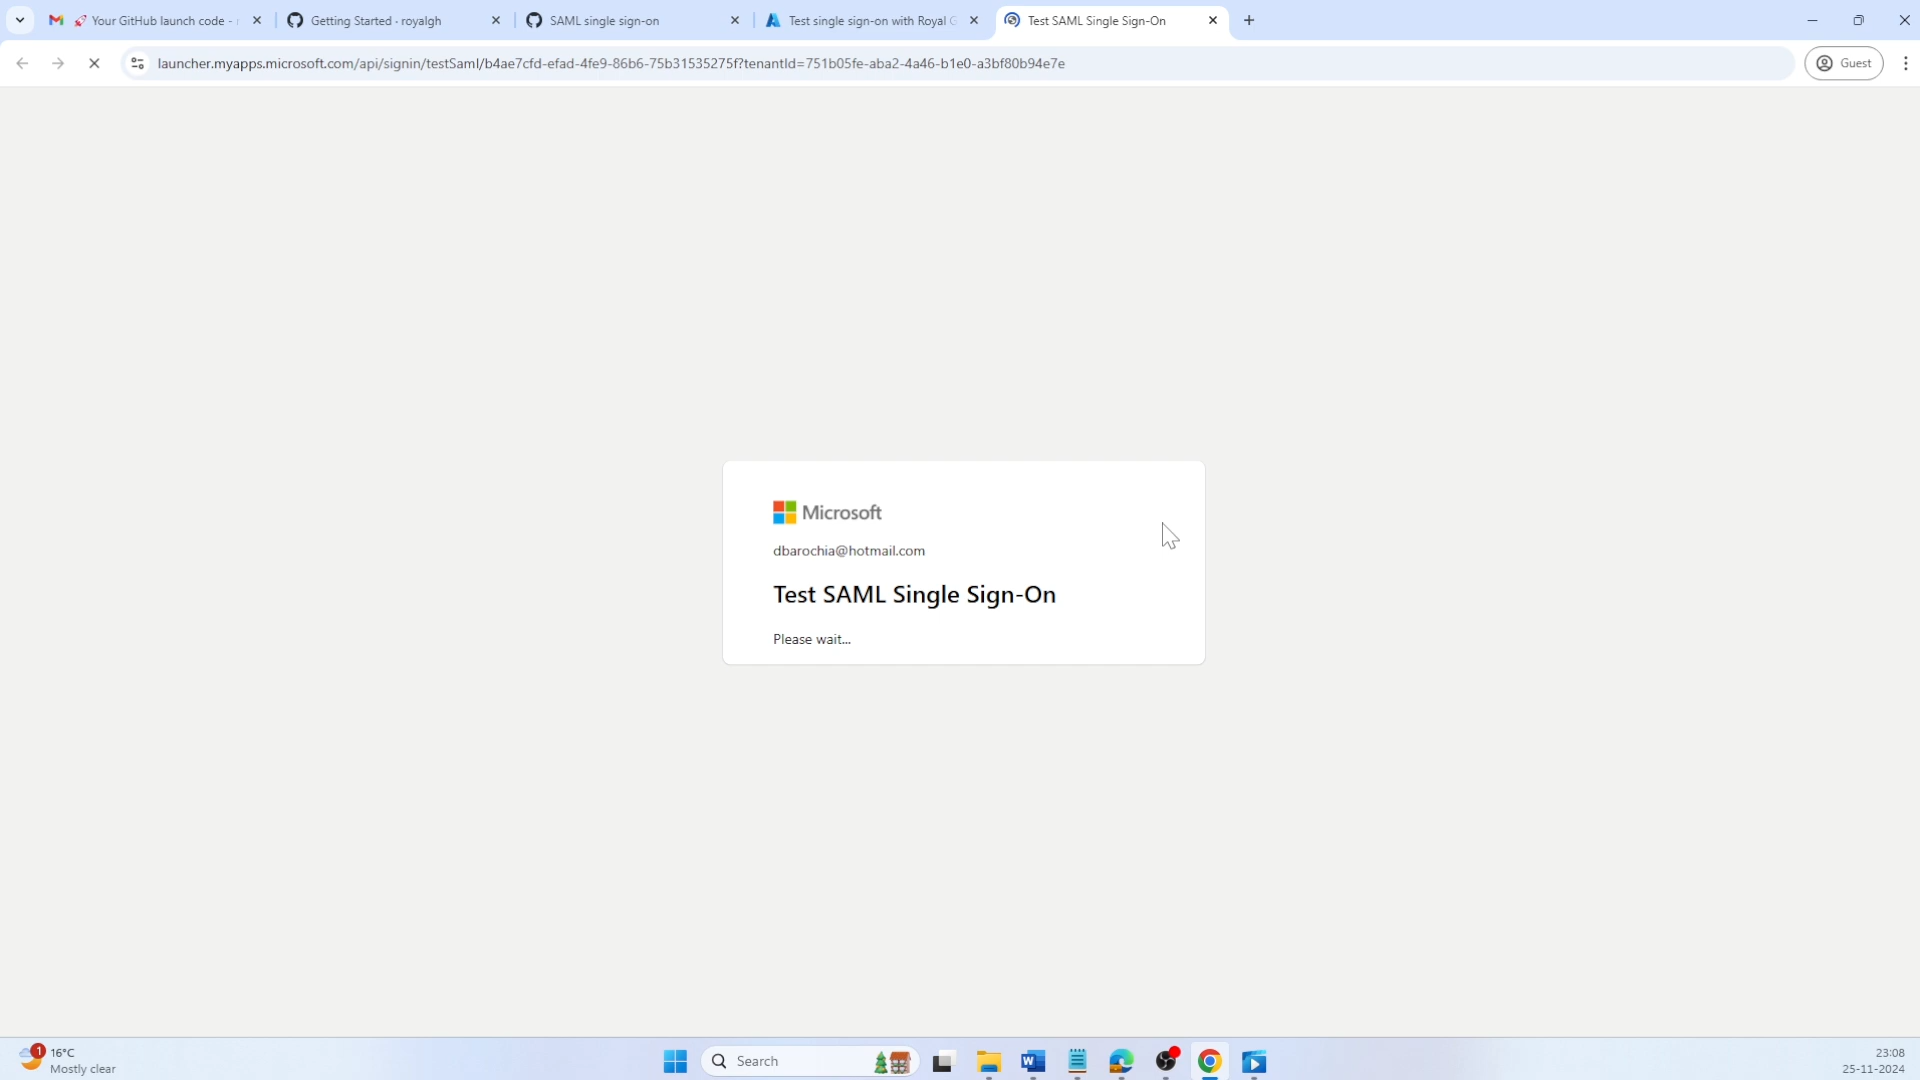 🚀 Your GitHub launch code -
Getting Started · royalgh
SAML single sign-on
Test single sign-on with Royal G
Test SAML Single Sign-On
launcher.myapps.microsoft.com/api/signin/testSaml/b4ae7cfd-efad-4fe9-86b6-75b31535275f?tenantId=751b05fe-aba2-4a46-b1e0-a3bf80b94e7e
Guest
Microsoft
dbarochia@hotmail.com
Test SAML Single Sign-On
Please wait...
1
16°C
Mostly clear
Search
23:08
25-11-2024